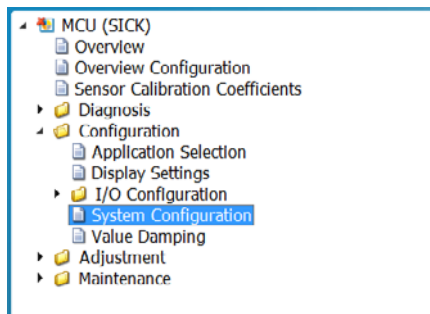 MCU (SICK)
Overview
Overview Configuration
Sensor Calibration Coefficients
Diagnosis
Configuration
Application Selection
Display Settings
I/O Configuration
System Configuration
Value Damping
Adjustment
Maintenance